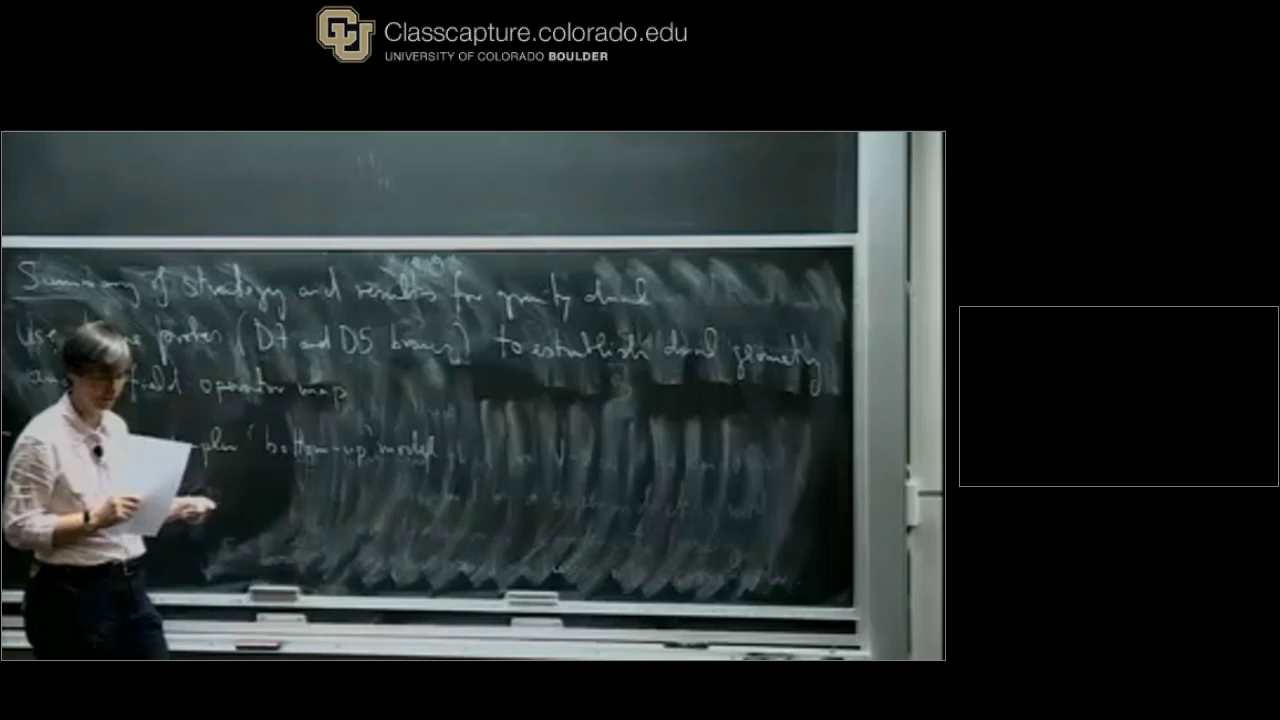 Classcapture.colorado.edu
UNIVERSITY OF COLORADO BOULDER
Summary of strategy and results for gravity dual
Use probes (D7 and D5 branes) to establish dual geometry
field operator map
"bottom-up" model